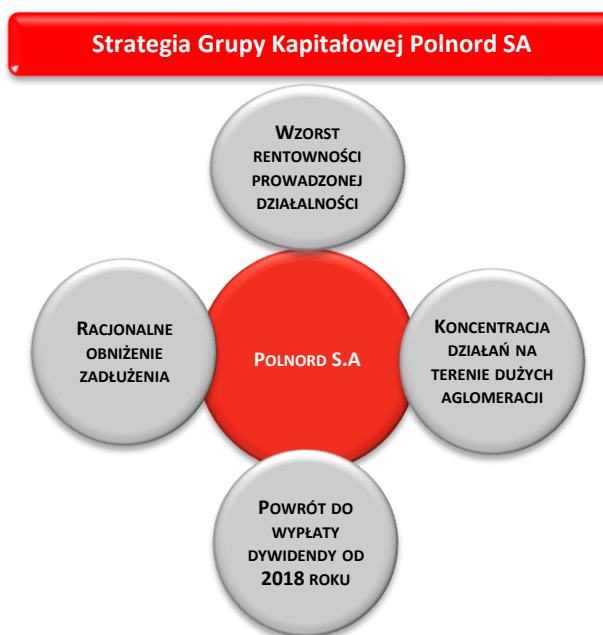 Strategia Grupy Kapitałowej Polnord SA
WZORST
RENTOWNOŚCI
PROWADZONEJ
DZIAŁALNOŚCI
RACJONALNE
OBNIŻENIE
ZADŁUŻENIA
POLNORD S.A
KONCENTRACJA
DZIAŁAŃ NA
TERENIE DUŻYCH
AGLOMERACJI
POWRÓT DO
WYPŁATY
DYWIDENDY OD
2018 ROKU